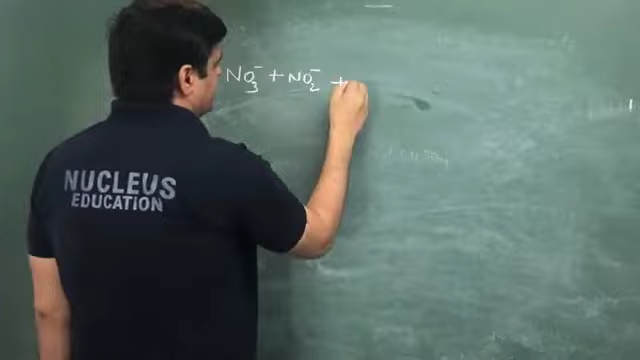 NO₃⁻ + NO₂⁻ +
NUCLEUS
EDUCATION